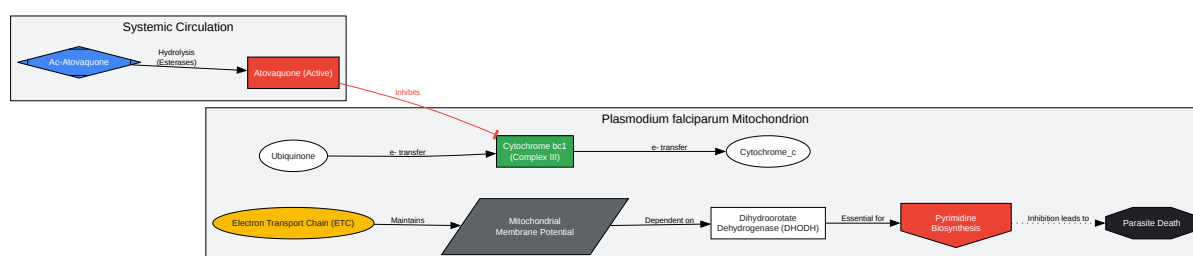 Systemic Circulation
Ac-Atovaquone
Hydrolysis
(Esterases)
Atovaquone (Active)
Inhibits
Plasmodium falciparum Mitochondrion
Ubiquinone
e- transfer
Cytochrome bc1
(Complex III)
e- transfer
Cytochrome_c
Electron Transport Chain (ETC)
Maintains
Mitochondrial
Membrane Potential
Dependent on
Dihydroorotate
Dehydrogenase (DHODH)
Essential for
Pyrimidine
Biosynthesis
Inhibition leads to
Parasite Death